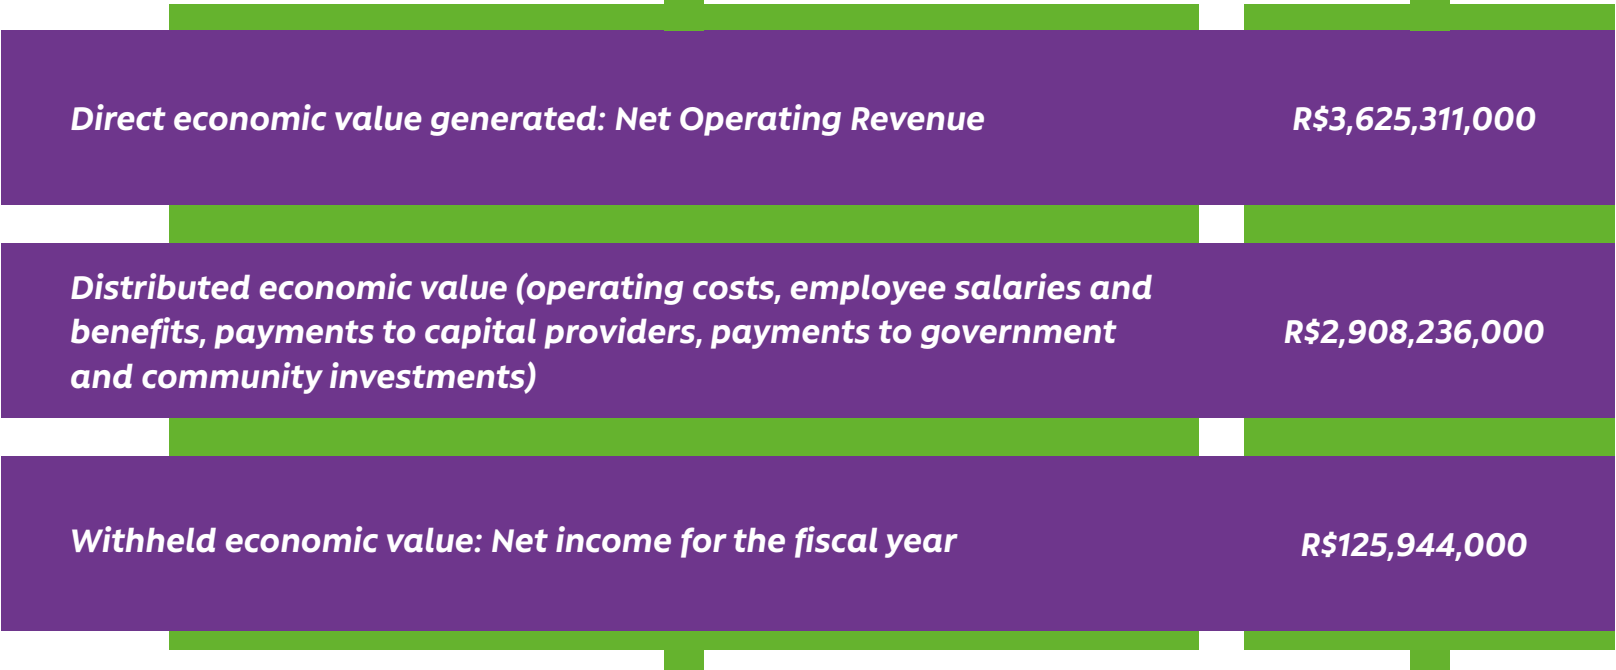 Direct economic value generated: Net Operating Revenue R$3,625,311,000
Distributed economic value (operating costs, employee salaries and
benefits, payments to capital providers, payments to government
and community investments)
R$2,908,236,000
Withheld economic value: Net income for the fiscal year R$125,944,000